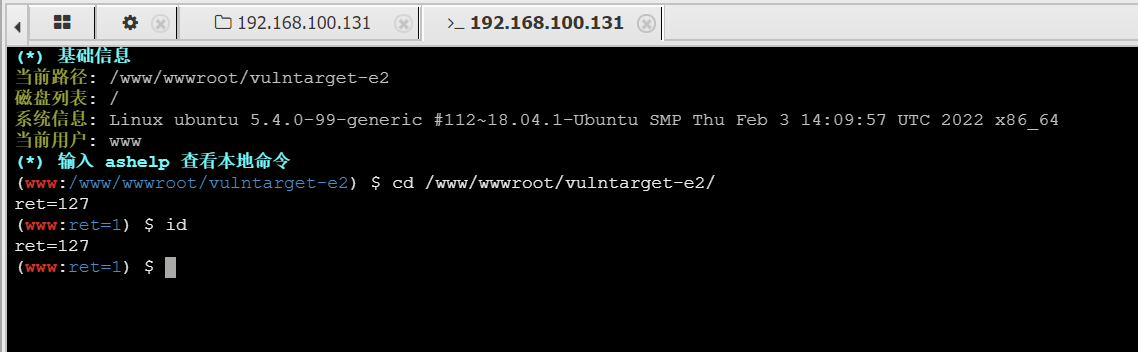 192.168.100.131
>_ 192.168.100.131
(*) 基础信息
当前路径: /www/wwwroot/vulntarget-e2
磁盘列表: /
系统信息: Linux ubuntu 5.4.0-99-generic #112~18.04.1-Ubuntu SMP Thu Feb 3 14:09:57 UTC 2022 x86_64
当前用户: www
(*) 输入 ashelp 查看本地命令
(www:/www/wwwroot/vulntarget-e2) $ cd /www/wwwroot/vulntarget-e2/
ret=127
(www:ret=1) $ id
ret=127
(www:ret=1) $